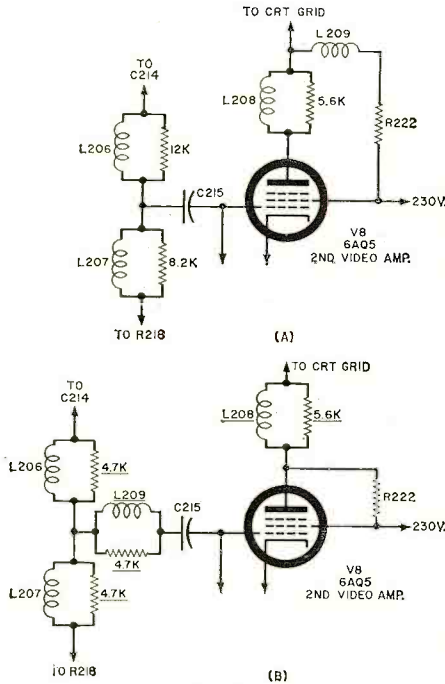 TO CRT GRID
L209
TO
C214
L208
5.6K
R222
L206
12K
C215
230V.
V8
6AQ5
2ND VIDEO AMP.
L207
8.2K
TO R218
(A)
TO CRT GRID
TO
C214
L208
5.6K
L206
4.7K
L209
C215
R222
230V.
4.7K
V8
6AQ5
2ND VIDEO AMP.
L207
4.7K
TO R218
(B)